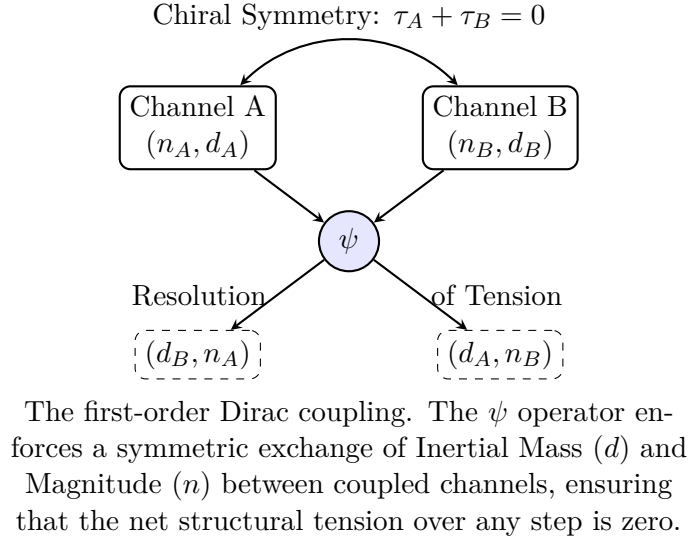 Chiral Symmetry: τ_A + τ_B = 0
Channel A
(n_A, d_A)
Channel B
(n_B, d_B)
ψ
Resolution
of Tension
(d_B, n_A)
(d_A, n_B)
The first-order Dirac coupling. The ψ operator en-
forces a symmetric exchange of Inertial Mass (d) and
Magnitude (n) between coupled channels, ensuring
that the net structural tension over any step is zero.